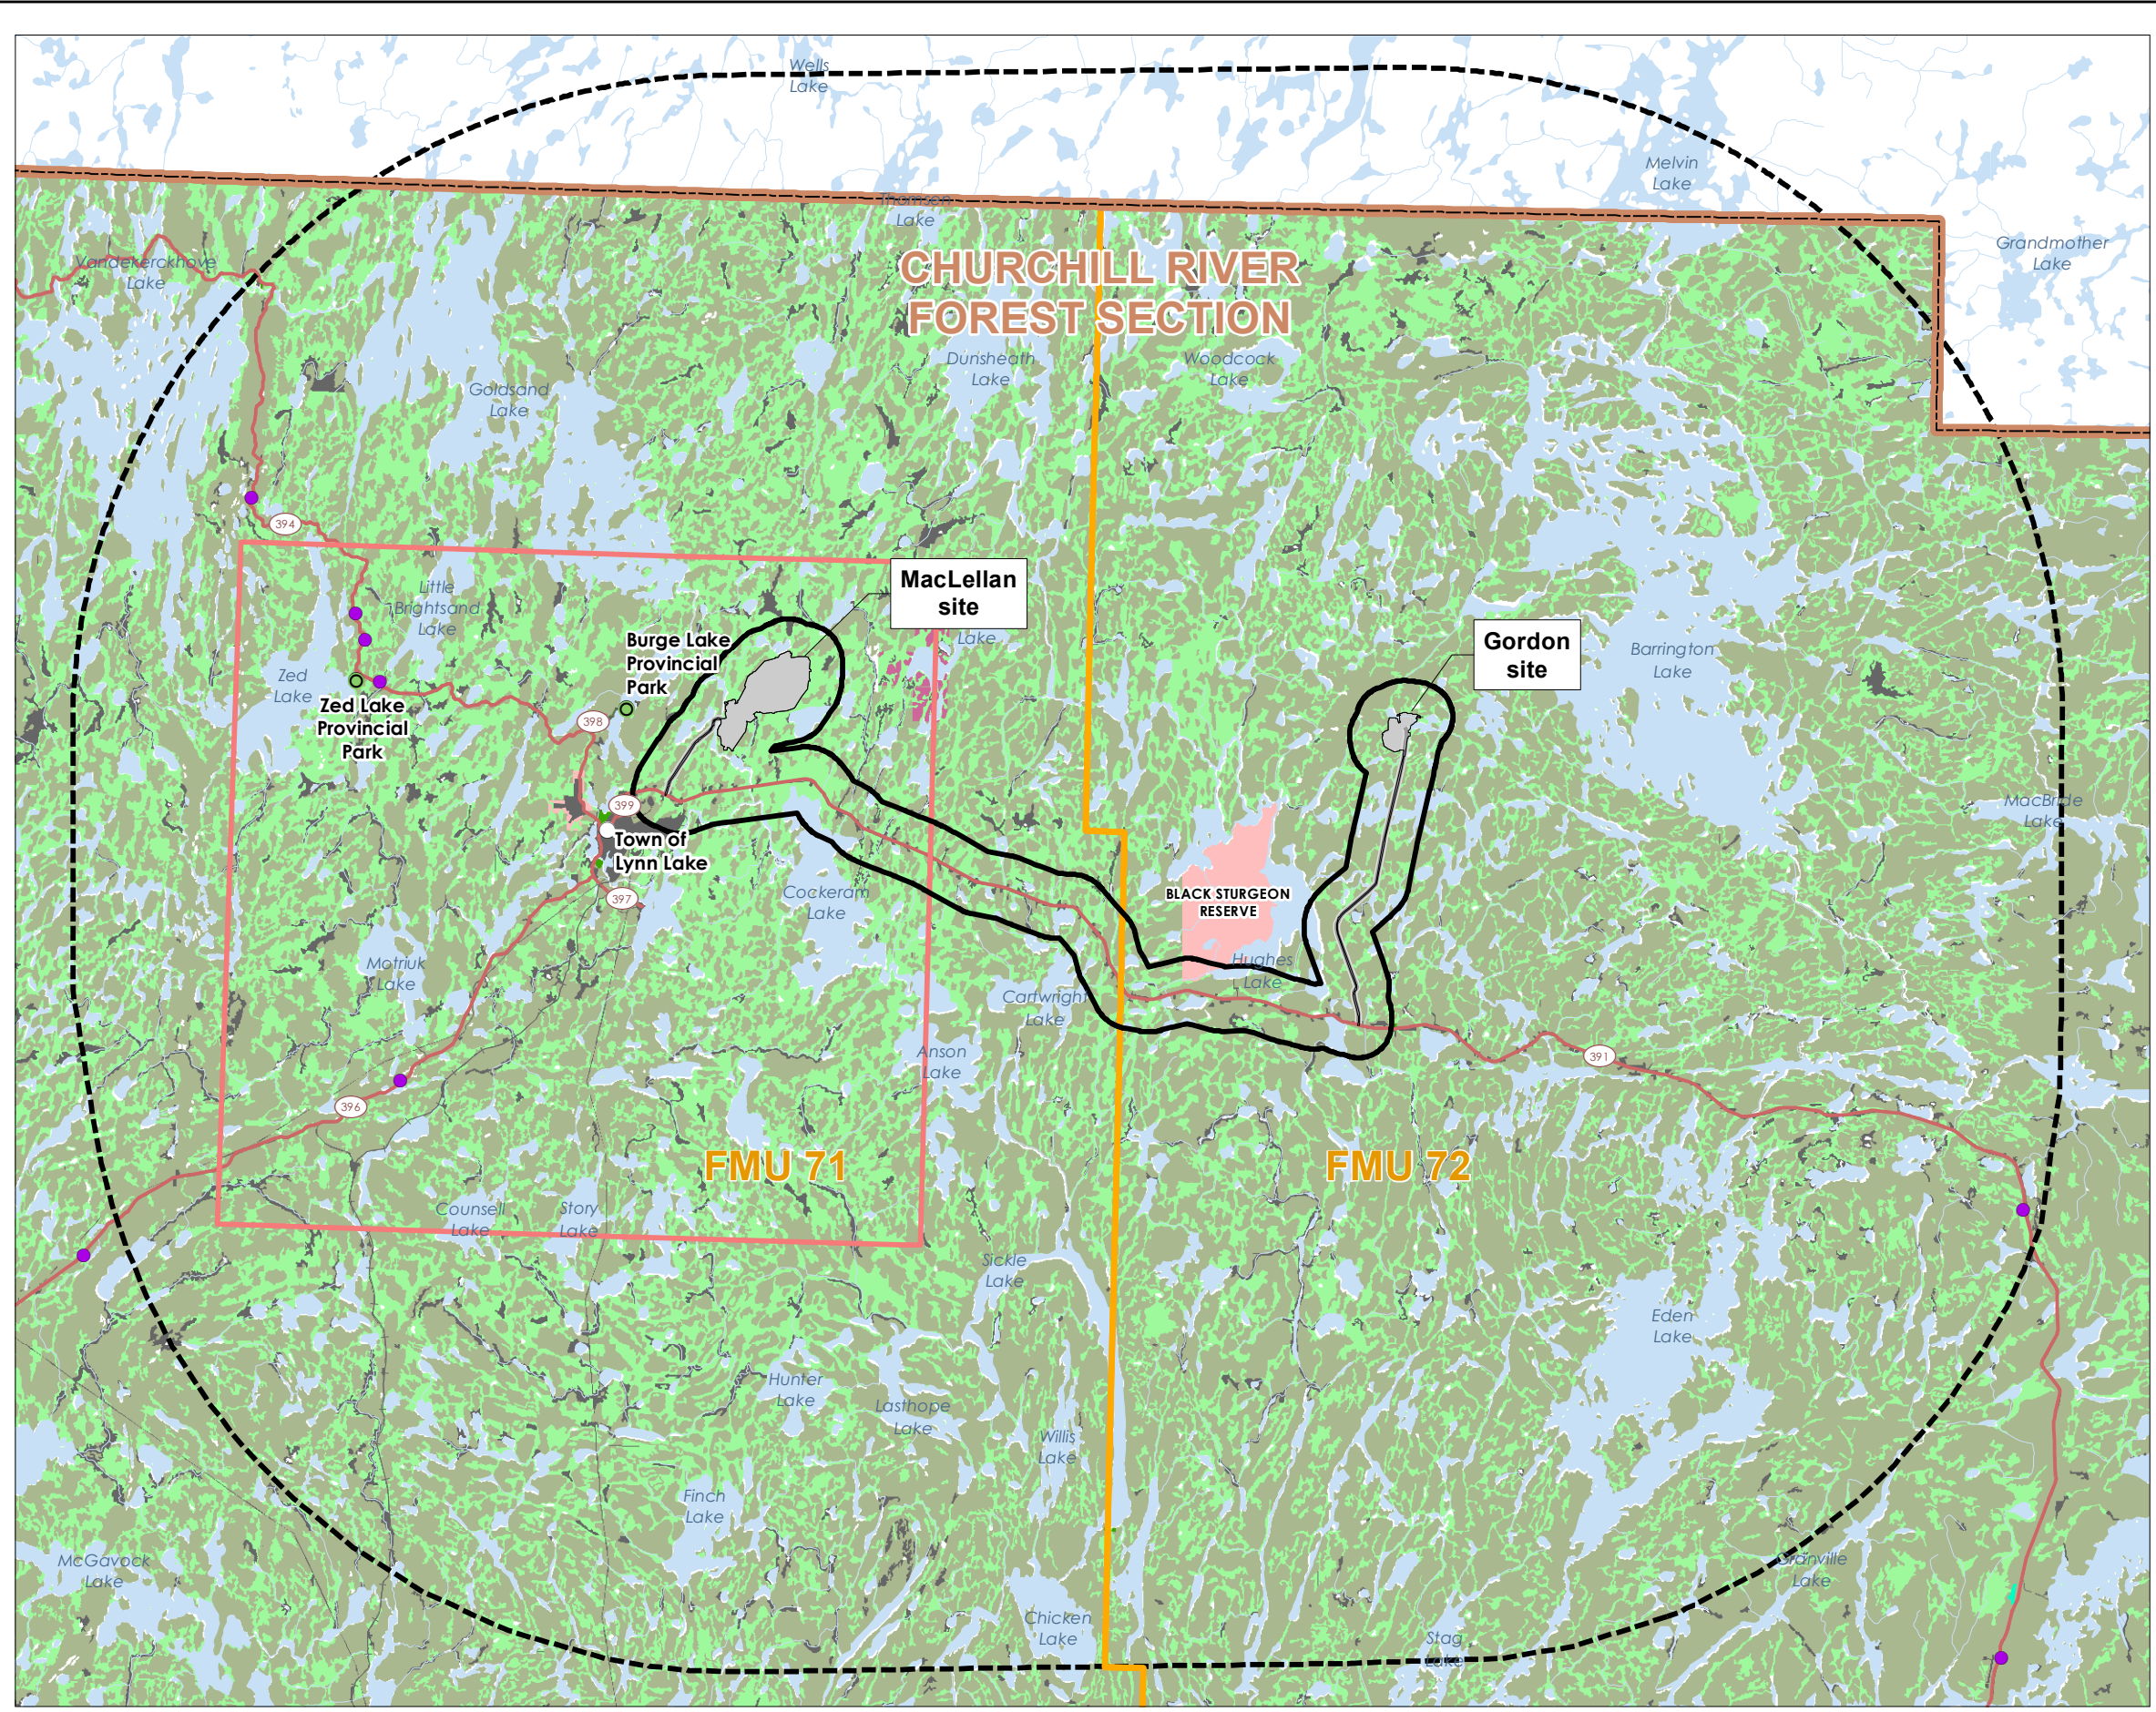 Wells
Lake
Melvin
Lake
Thomson
Lake
Grandmother
Lake
Vandekerckhove
Lake
CHURCHILL RIVER
FOREST SECTION
Dunsheath
Lake
Woodcock
Lake
Goldsand
Lake
394
MacLellan
site
Little
Brightsand
Lake
Lake
Burge Lake
Provincial
Park
Gordon
site
Barrington
Lake
Zed
Lake
Zed Lake
Provincial
Park
398
399
MacBride
Lake
Town of
Lynn Lake
397
Cockeram
Lake
BLACK STURGEON
RESERVE
Motriuk
Lake
Hughes
Lake
Cartwright
Lake
Anson
Lake
391
396
FMU 71
FMU 72
Counsell
Lake
Story
Lake
Sickle
Lake
Eden
Lake
Hunter
Lake
Lasthope
Lake
Willis
Lake
Finch
Lake
McGavock
Lake
Granville
Lake
Chicken
Lake
Stag
Lake